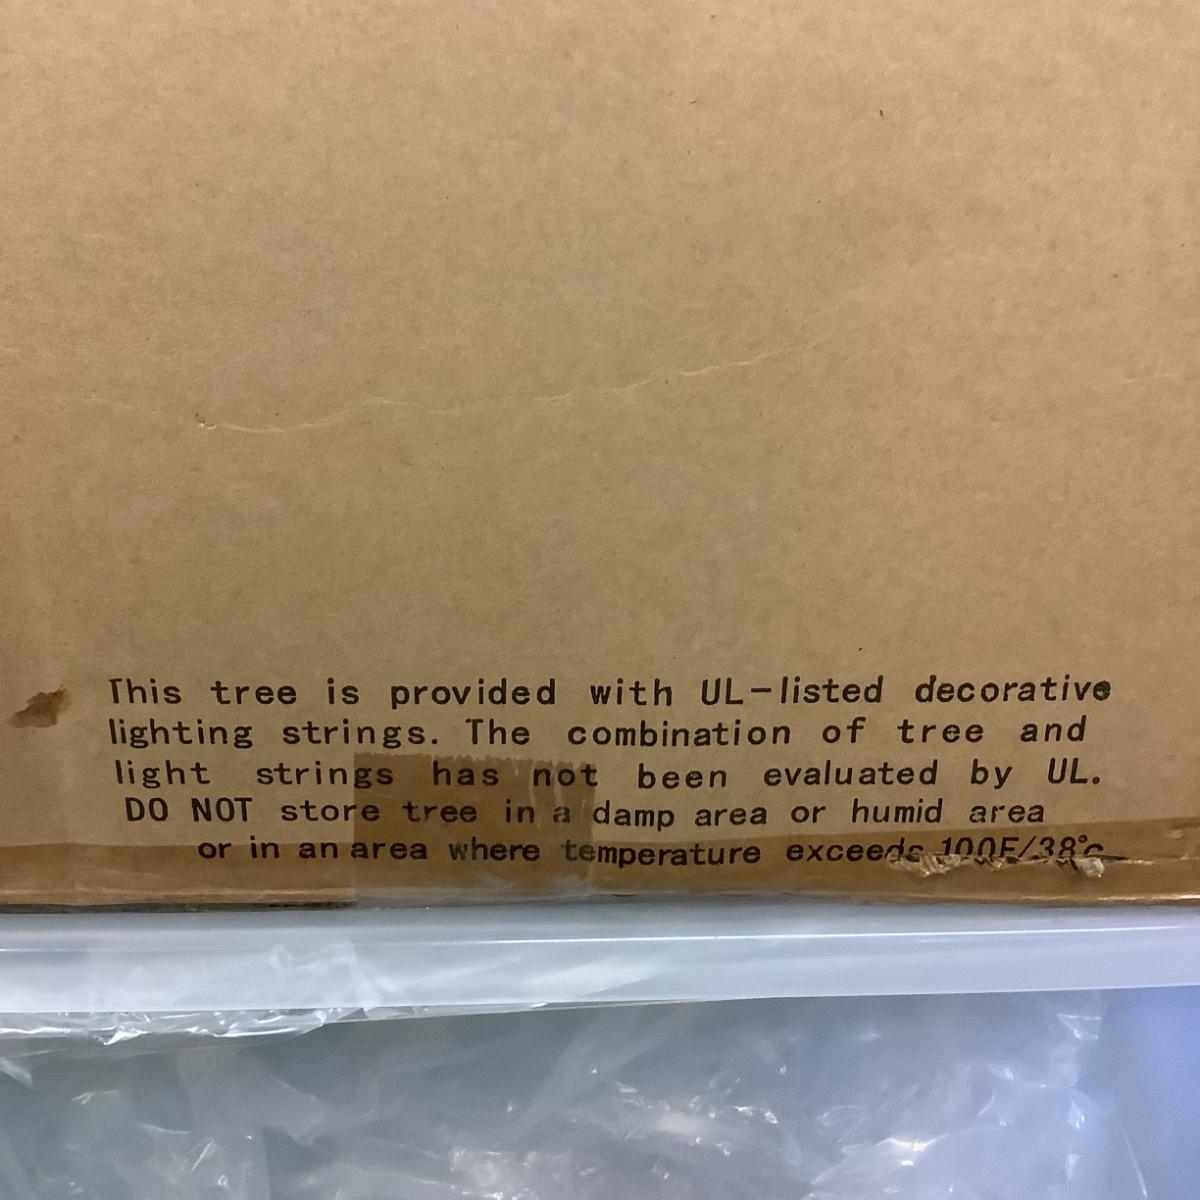 This tree is provided with UL-listed decorative
lighting strings. The combination of tree and
light strings has not been evaluated by UL.
DO NOT store tree in a damp area or humid area
or in an area where temperature exceeds 100F/38°c